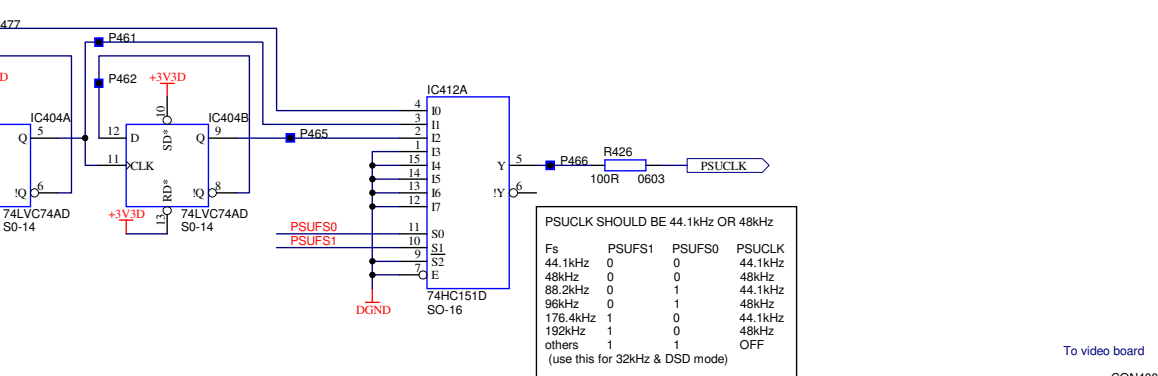 477
P461
P462
+3V3D
D
IC404A
IC404B
IC412A
10
SD*
Q 5
12 D
Q 9
P465
11 CLK
!Q 6
RD*
!Q 8
+3V3D
13
74LVC74AD
S0-14
74LVC74AD
S0-14
4 I0
3 I1
2 I2
1 I3
15 I4
14 I5
13 I6
12 I7
PSUFS0
11 S0
PSUFS1
10 S1
9 S2
7 E
Y 5
!Y 6
P466
R426
100R 0603
PSUCLK
DGND
74HC151D
SO-16
PSUCLK SHOULD BE 44.1kHz OR 48kHz
Fs PSUFS1 PSUFS0 PSUCLK
44.1kHz 0 0 44.1kHz
48kHz 0 0 48kHz
88.2kHz 0 1 44.1kHz
96kHz 0 1 48kHz
176.4kHz 1 0 44.1kHz
192kHz 1 0 48kHz
others 1 1 OFF
(use this for 32kHz & DSD mode)
To video board